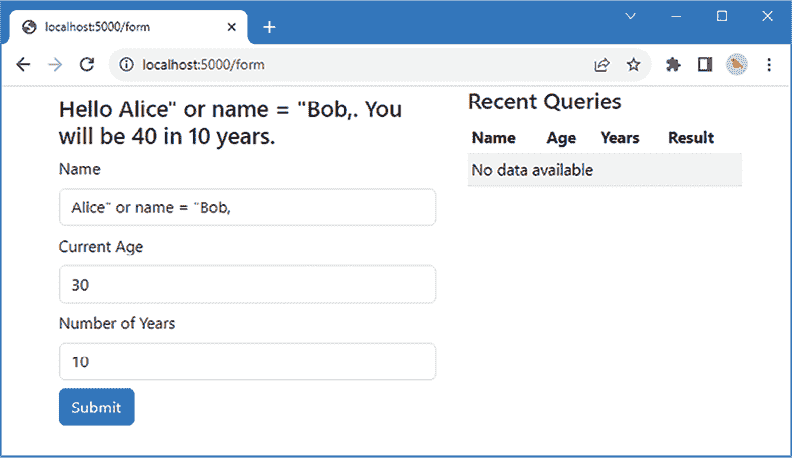 localhost:5000/form
localhost:5000/form
Hello Alice" or name = "Bob,. You
will be 40 in 10 years.
Name
Alice" or name = "Bob,
Current Age
30
Number of Years
10
Submit
Recent Queries
Name Age Years Result
No data available